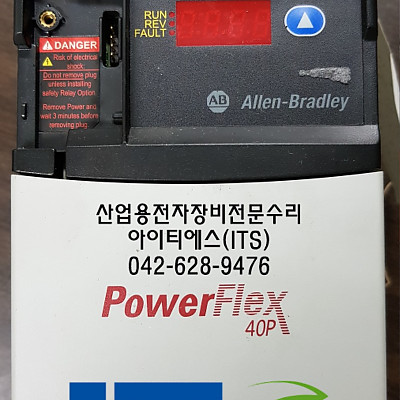 RUN
REV
FAULT
DANGER
Risk of electrical
shock.
Do not remove plug
unless installing
safety Relay Option.
Remove Power and
wait 3 minutes before
removing plug
AB Allen-Bradley
산업용전자장비전문수리
아이티에스(ITS)
042-628-9476
PowerFlex
40P